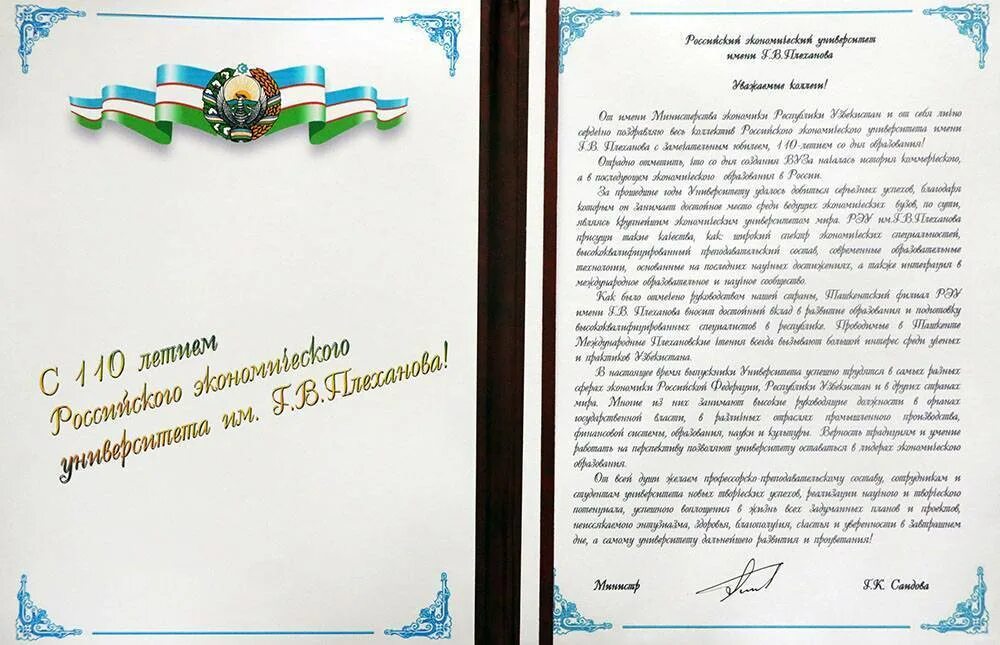 С 110 летием
Российского экономического
университета им. Г.В.Плеханова!
Российский экономический университет
имени Г.В.Плеханова
Уважаемые коллеги!
От имени Министерства экономики Республики Узбекистан и от себя лично
сердечно поздравляю весь коллектив Российского экономического университета имени
Г.В. Плеханова с замечательным юбилеем, 110-летием со дня образования!
Отрадно отметить, что со дня создания ВУЗа началась история коммерческого,
а в последующем экономического образования в России.
За прошедшие годы Университету удалось добиться серьезных успехов, благодаря
которым он занимает достойное место среди ведущих экономических вузов, по сути,
являясь крупнейшим экономическим университетом мира. РЭУ им.Г.В.Плеханова
присущи такие качества, как: широкий спектр экономических специальностей,
высококвалифицированный преподавательский состав, современные образовательные
технологии, основанные на последних научных достижениях, а также интеграция в
международное образовательное и научное сообщество.
Как было отмечено руководством нашей страны, Ташкентский филиал РЭУ
имени Г.В. Плеханова вносит достойный вклад в развитие образования и подготовку
высококвалифицированных специалистов в республике. Проводимые в Ташкенте
Международные Плехановские чтения всегда вызывают большой интерес среди ученых
и практиков Узбекистана.
В настоящее время выпускники Университета успешно трудятся в самых разных
сферах экономики Российской Федерации, Республики Узбекистан и в других странах
мира. Многие из них занимают высокие руководящие должности в органах
государственной власти, в различных отраслях промышленного производства,
финансовой системы, образования, науки и культуры. Верность традициям и умение
работать на перспективу позволяют университету оставаться в лидерах экономического
образования.
От всей души желаем профессорско-преподавательскому составу, сотрудникам и
студентам университета новых творческих успехов, реализации научного и творческого
потенциала, успешного воплощения в жизнь всех задуманных планов и проектов,
неиссякаемого энтузиазма, здоровья, благополучия, счастья и уверенности в завтрашнем
дне, а самому университету дальнейшего развития и процветания!
Министр Г.К. Саидова